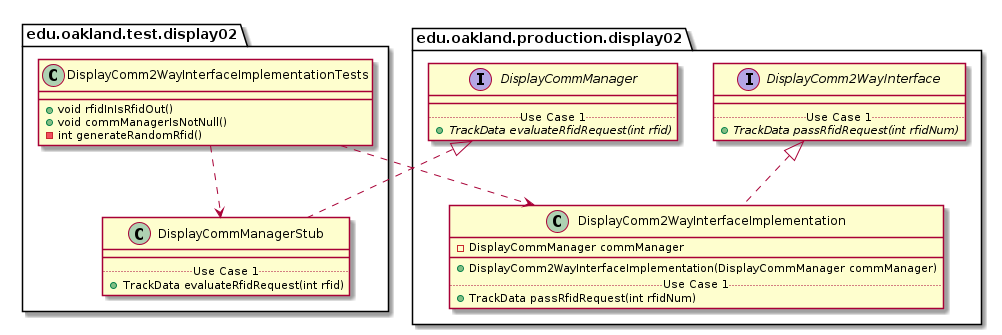 edu.oakland.test.display02
C DisplayComm2WayInterfaceImplementationTests
void rfidInIsRfidOut()
void commManagerIsNotNull()
int generateRandomRfid()
C DisplayCommManagerStub
Use Case 1
TrackData evaluateRfidRequest(int rfid)
edu.oakland.production.display02
I DisplayCommManager
Use Case 1
TrackData evaluateRfidRequest(int rfid)
I DisplayComm2WayInterface
Use Case 1
TrackData passRfidRequest(int rfidNum)
C DisplayComm2WayInterfaceImplementation
DisplayCommManager commManager
DisplayComm2WayInterfaceImplementation(DisplayCommManager commManager)
Use Case 1
TrackData passRfidRequest(int rfidNum)